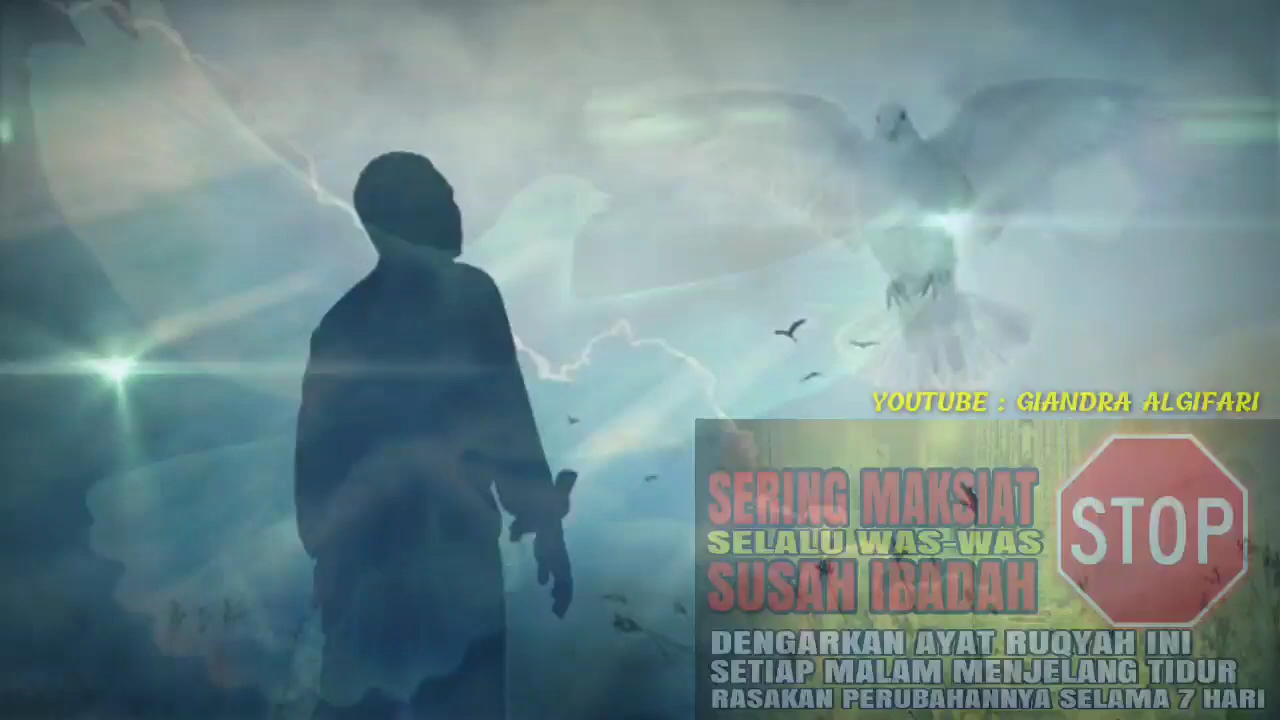 YOUTUBE : GIANDRA ALGIFARI
SERING MAKSIAT
SELALU WAS-WAS
SUSAH IBADAH
STOP
DENGARKAN AYAT RUQYAH INI
SETIAP MALAM MENJELANG TIDUR
RASAKAN PERUBAHANNYA SELAMA 7 HARI